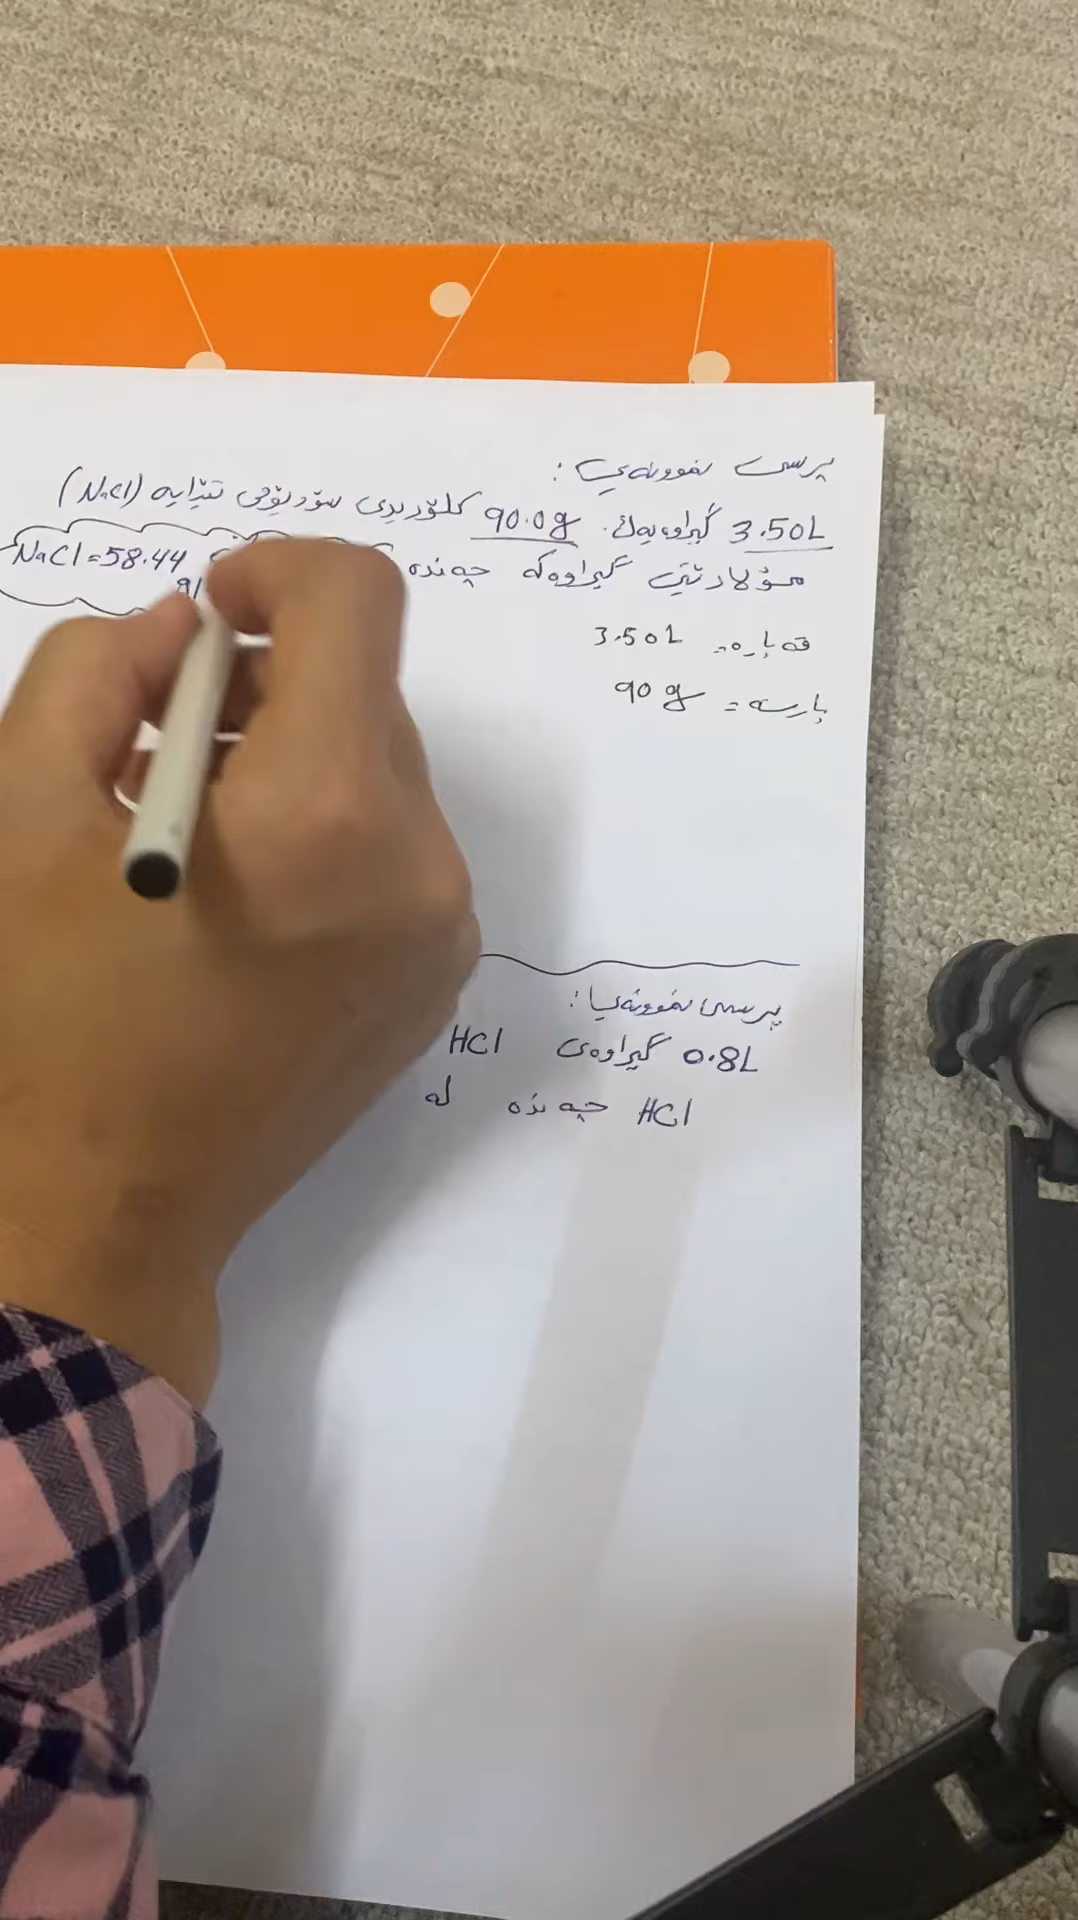 پرسی نموونەیی :
3.50L گیراوەیەك. 90.0g کلۆریدی سۆدیۆمی تێدایە (NaCl)
مۆلاریتی گیراوەکە چەندە NaCl=58.44
قەبارە= 3.50L
بارستە = 90 g
پرسی نموونەیی :
0.8L گیراوەی HCl
HCl چەندە لە